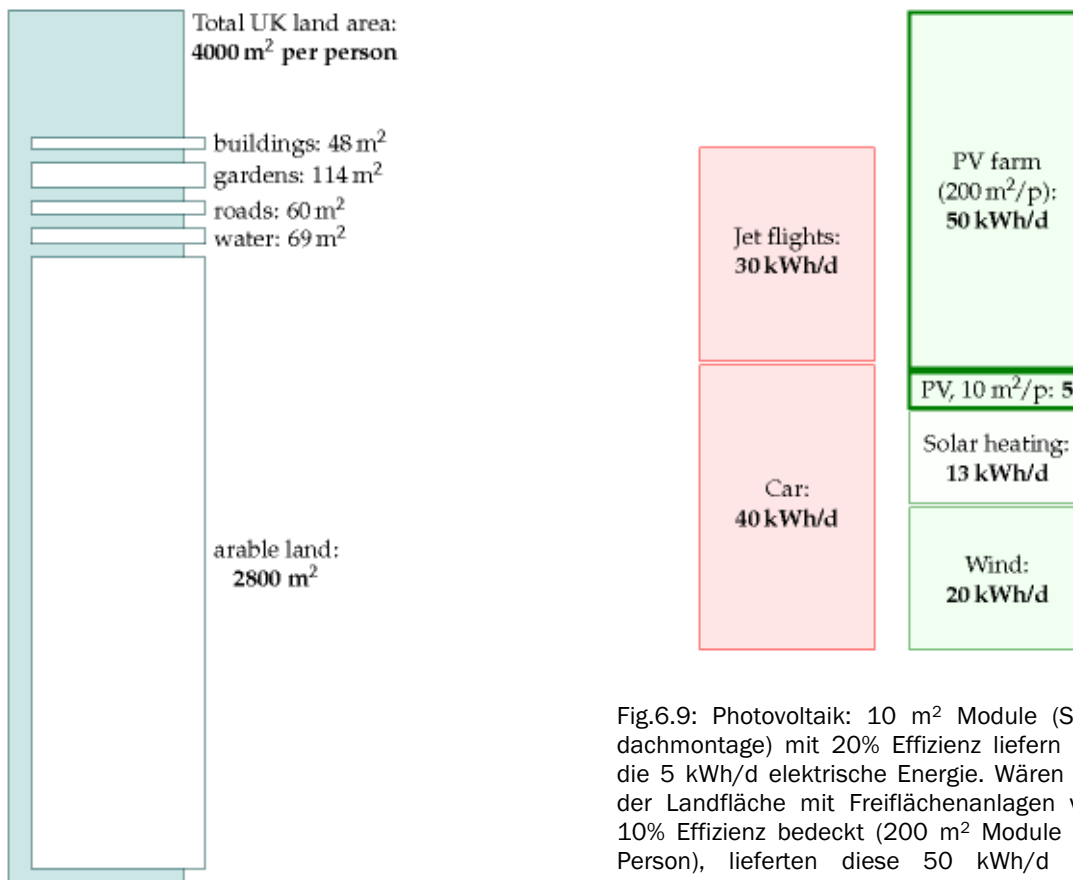 Total UK land area:
4000 m² per person
buildings: 48 m²
gardens: 114 m²
roads: 60 m²
water: 69 m²
arable land:
2800 m²
Jet flights:
30 kWh/d
Car:
40 kWh/d
PV farm
(200 m²/p):
50 kWh/d
PV, 10 m²/p: 5
Solar heating:
13 kWh/d
Wind:
20 kWh/d
Fig.6.9: Photovoltaik: 10 m² Module (S
dachmontage) mit 20% Effizienz liefern
die 5 kWh/d elektrische Energie. Wären
der Landfläche mit Freiflächenanlagen
10% Effizienz bedeckt (200 m² Module
Person), lieferten diese 50 kWh/d